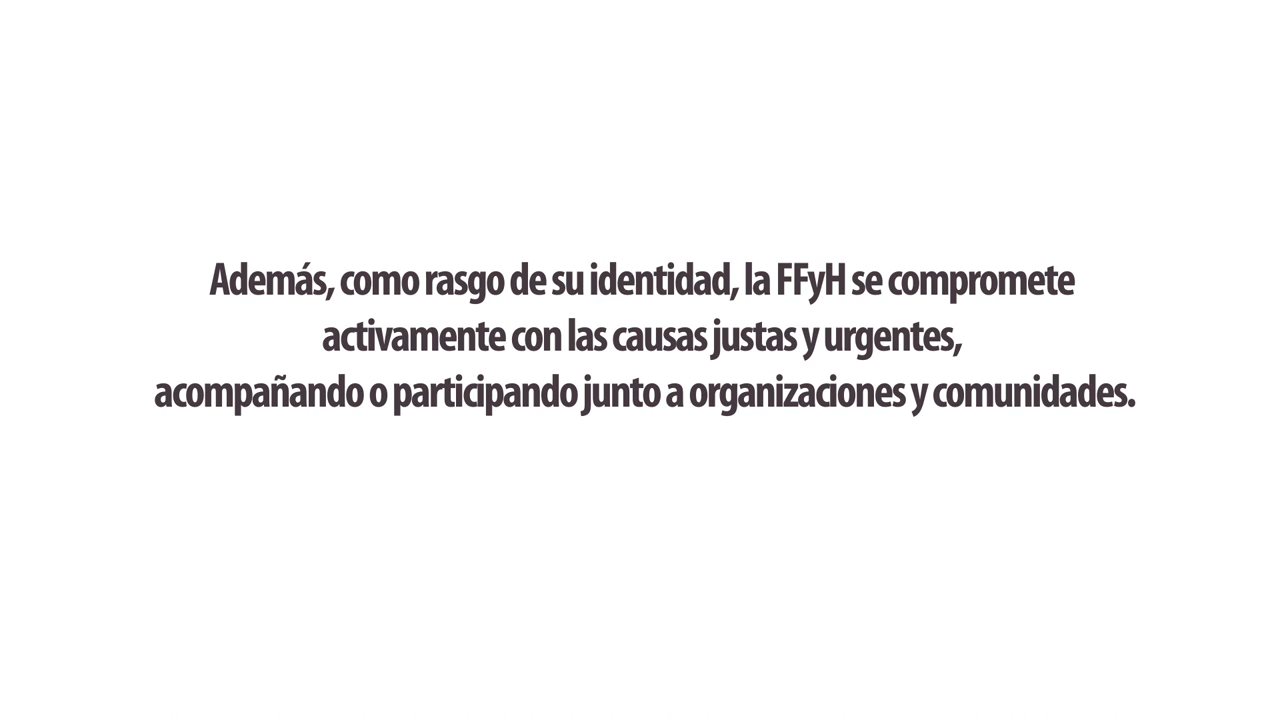 Además, como rasgo de su identidad, la FFyH se compromete
activamente con las causas justas y urgentes,
acompañando o participando junto a organizaciones y comunidades.